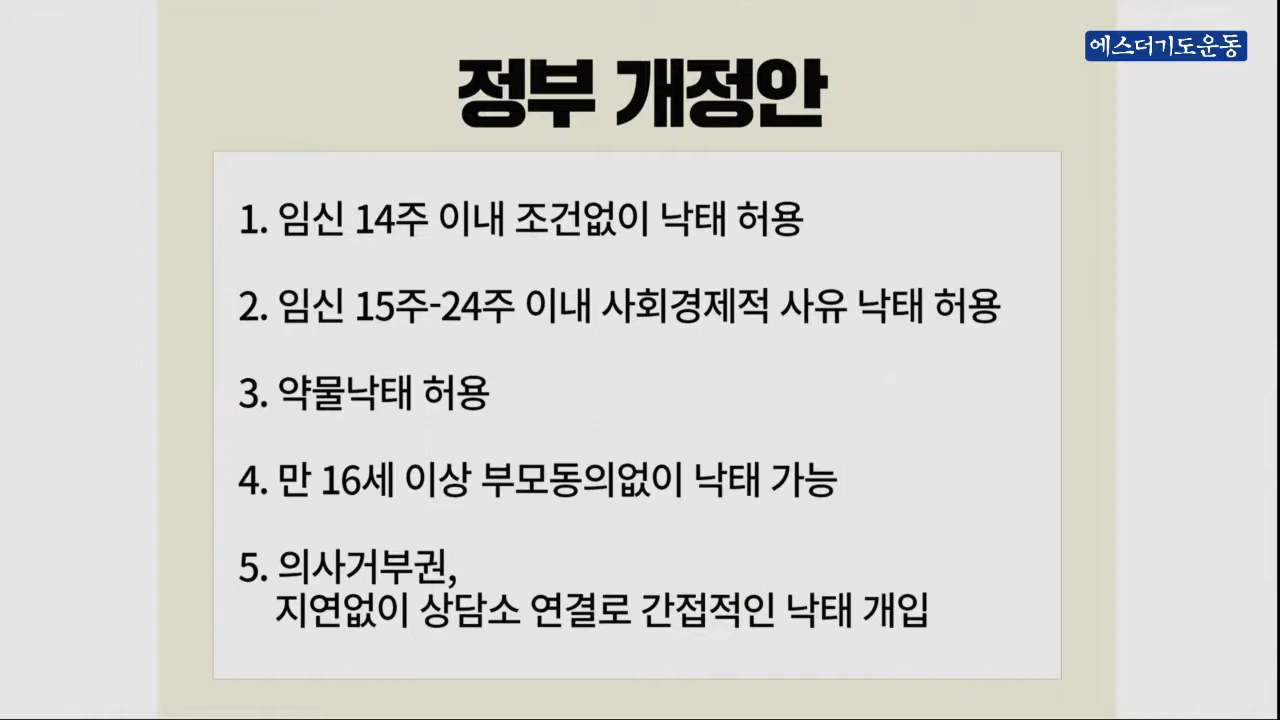 에스더기도운동
정부 개정안
1. 임신 14주 이내 조건없이 낙태 허용
2. 임신 15주-24주 이내 사회경제적 사유 낙태 허용
3. 약물낙태 허용
4. 만 16세 이상 부모동의없이 낙태 가능
5. 의사거부권,
지연없이 상담소 연결로 간접적인 낙태 개입